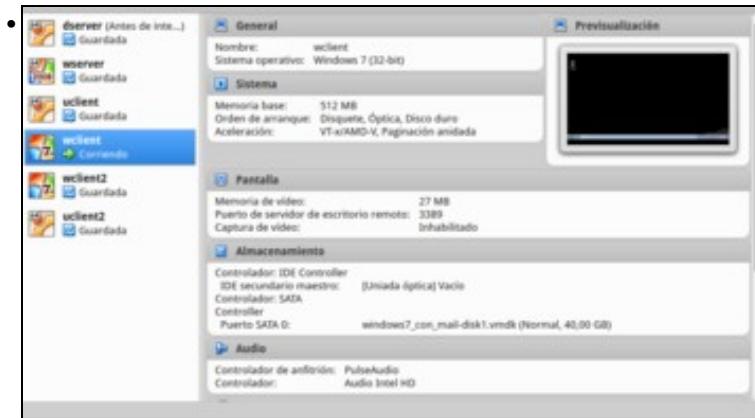 dserver (Antes de inte...)
Guardada
wserver
Guardada
uclient
Guardada
wclient
Corriendo
wclient2
Guardada
uclient2
Guardada
General
Nombre: wclient
Sistema operativo: Windows 7 (32-bit)
Sistema
Memoria base: 512 MB
Orden de arranque: Disquete, Óptica, Disco duro
Aceleración: VT-x/AMD-V, Paginación anidada
Previsualización
Pantalla
Memoria de vídeo: 27 MB
Puerto de servidor de escritorio remoto: 3389
Captura de vídeo: Inhabilitado
Almacenamiento
Controlador: IDE Controller
IDE secundario maestro: [Uniada óptica] Vacío
Controlador: SATA
Controller
Puerto SATA 0: windows7_con_mail-disk1.vmdk (Normal, 40,00 GB)
Audio
Controlador de anfitrión: PulseAudio
Controlador: Audio Intel HD